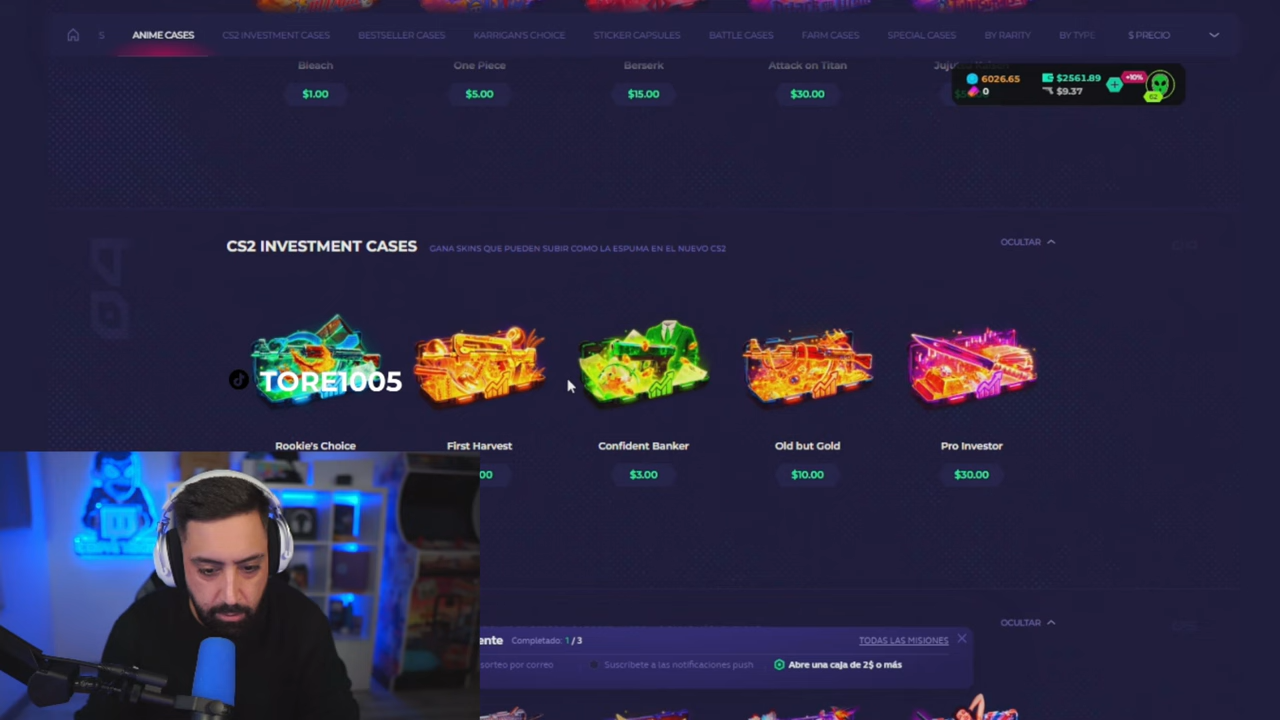 ANIME CASES
CS2 INVESTMENT CASES
BESTSELLER CASES
KARRIGAN'S CHOICE
STICKER CAPSULES
BATTLE CASES
FARM CASES
SPECIAL CASES
BY RARITY
BY TYPE
$ PRECIO
Bleach
One Piece
Berserk
Attack on Titan
$1.00
$5.00
$15.00
$30.00
6026.65
$2561.89
+10%
0
$9.37
62
CS2 INVESTMENT CASES
GANA SKINS QUE PUEDEN SUBIR COMO LA ESPUMA EN EL NUEVO CS2
OCULTAR
TORE1005
Rookie's Choice
First Harvest
Confident Banker
Old but Gold
Pro Investor
00
$3.00
$10.00
$30.00
OCULTAR
ente
Completado: 1 / 3
TODAS LAS MISIONES
sorteo por correo
Suscríbete a las notificaciones push
Abre una caja de 2$ o más